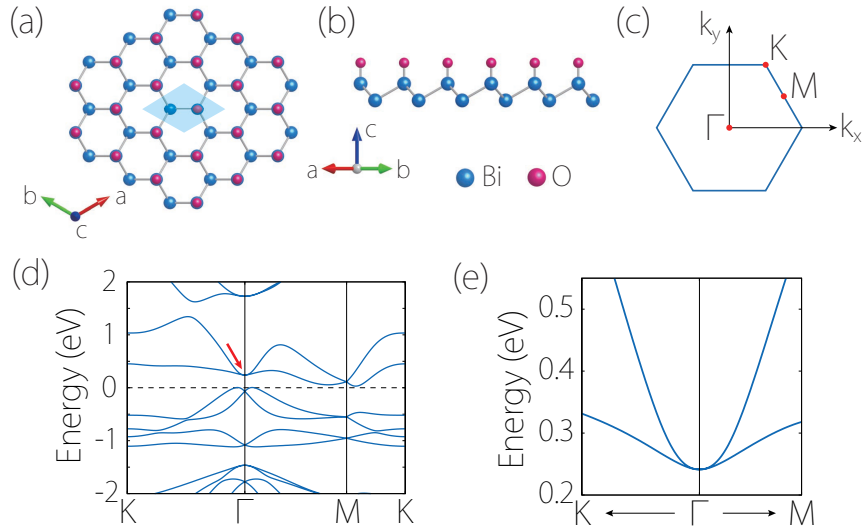 (a)
b
a
c
(b)
c
a
b
Bi
O
(c)
k_y
K
M
Γ
k_x
(d)
Energy (eV)
2
1
0
-1
-2
K
Γ
M
K
(e)
Energy (eV)
0.5
0.4
0.3
0.2
K
Γ
M